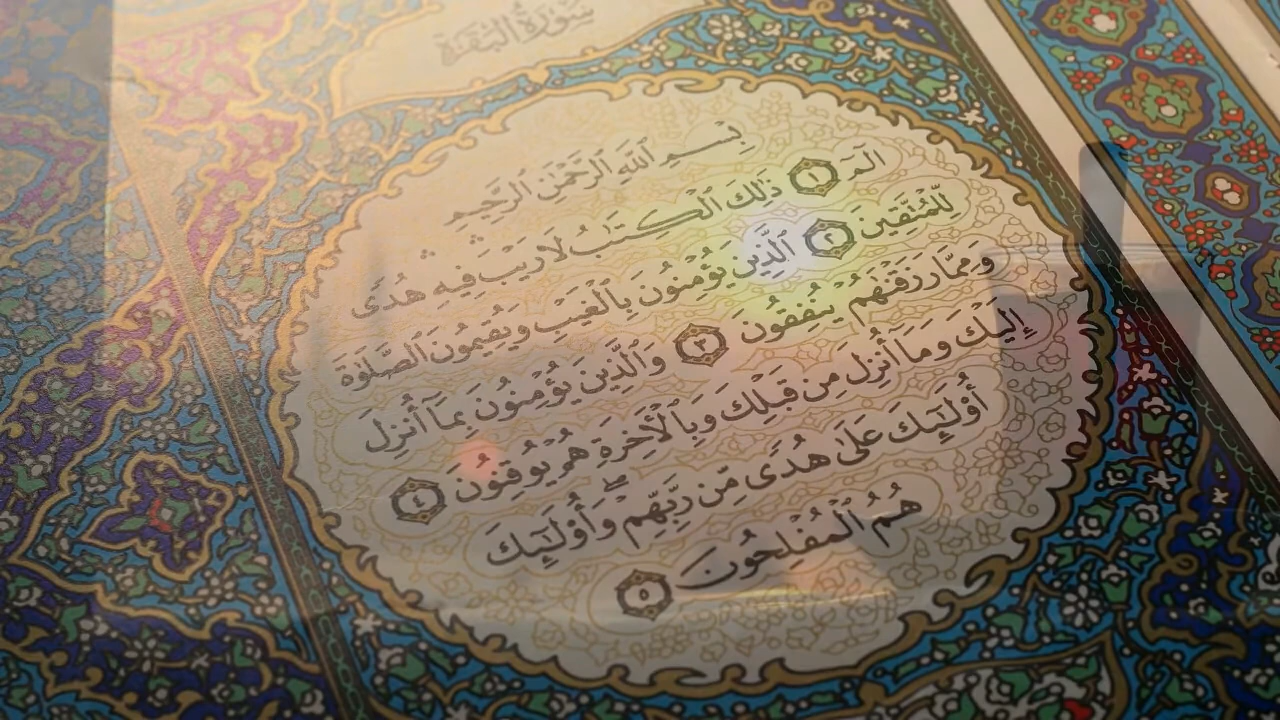 سُورَةُ البَقَرَةِ
بِسْمِ ٱللَّهِ ٱلرَّحْمَٰنِ ٱلرَّحِيمِ
الٓمٓ ١ ذَٰلِكَ ٱلْكِتَٰبُ لَا رَيْبَ ۛ فِيهِ ۛ هُدًى
لِّلْمُتَّقِينَ ٢ ٱلَّذِينَ يُؤْمِنُونَ بِٱلْغَيْبِ وَيُقِيمُونَ ٱلصَّلَوٰةَ
وَمِمَّا رَزَقْنَٰهُمْ يُنفِقُونَ ٣ وَٱلَّذِينَ يُؤْمِنُونَ بِمَآ أُنزِلَ
إِلَيْكَ وَمَآ أُنزِلَ مِن قَبْلِكَ وَبِٱلْأَخِرَةِ هُمْ يُوقِنُونَ ٤
أُو۟لَٰٓئِكَ عَلَىٰ هُدًى مِّن رَّبِّهِمْ ۖ وَأُو۟لَٰٓئِكَ
هُمُ ٱلْمُفْلِحُونَ ٥